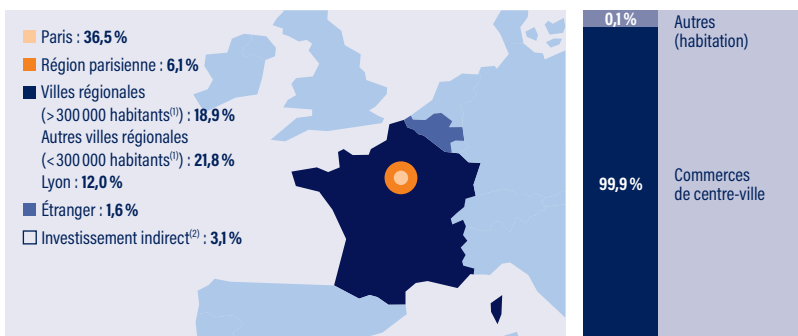 Paris : 36,5 %
Région parisienne : 6,1 %
Villes régionales
(> 300 000 habitants(1)) : 18,9 %
Autres villes régionales
(< 300 000 habitants(1)) : 21,8 %
Lyon : 12,0 %
Étranger : 1,6 %
Investissement indirect(2) : 3,1 %
0,1 %
Autres
(habitation)
99,9 %
Commerces
de centre-ville